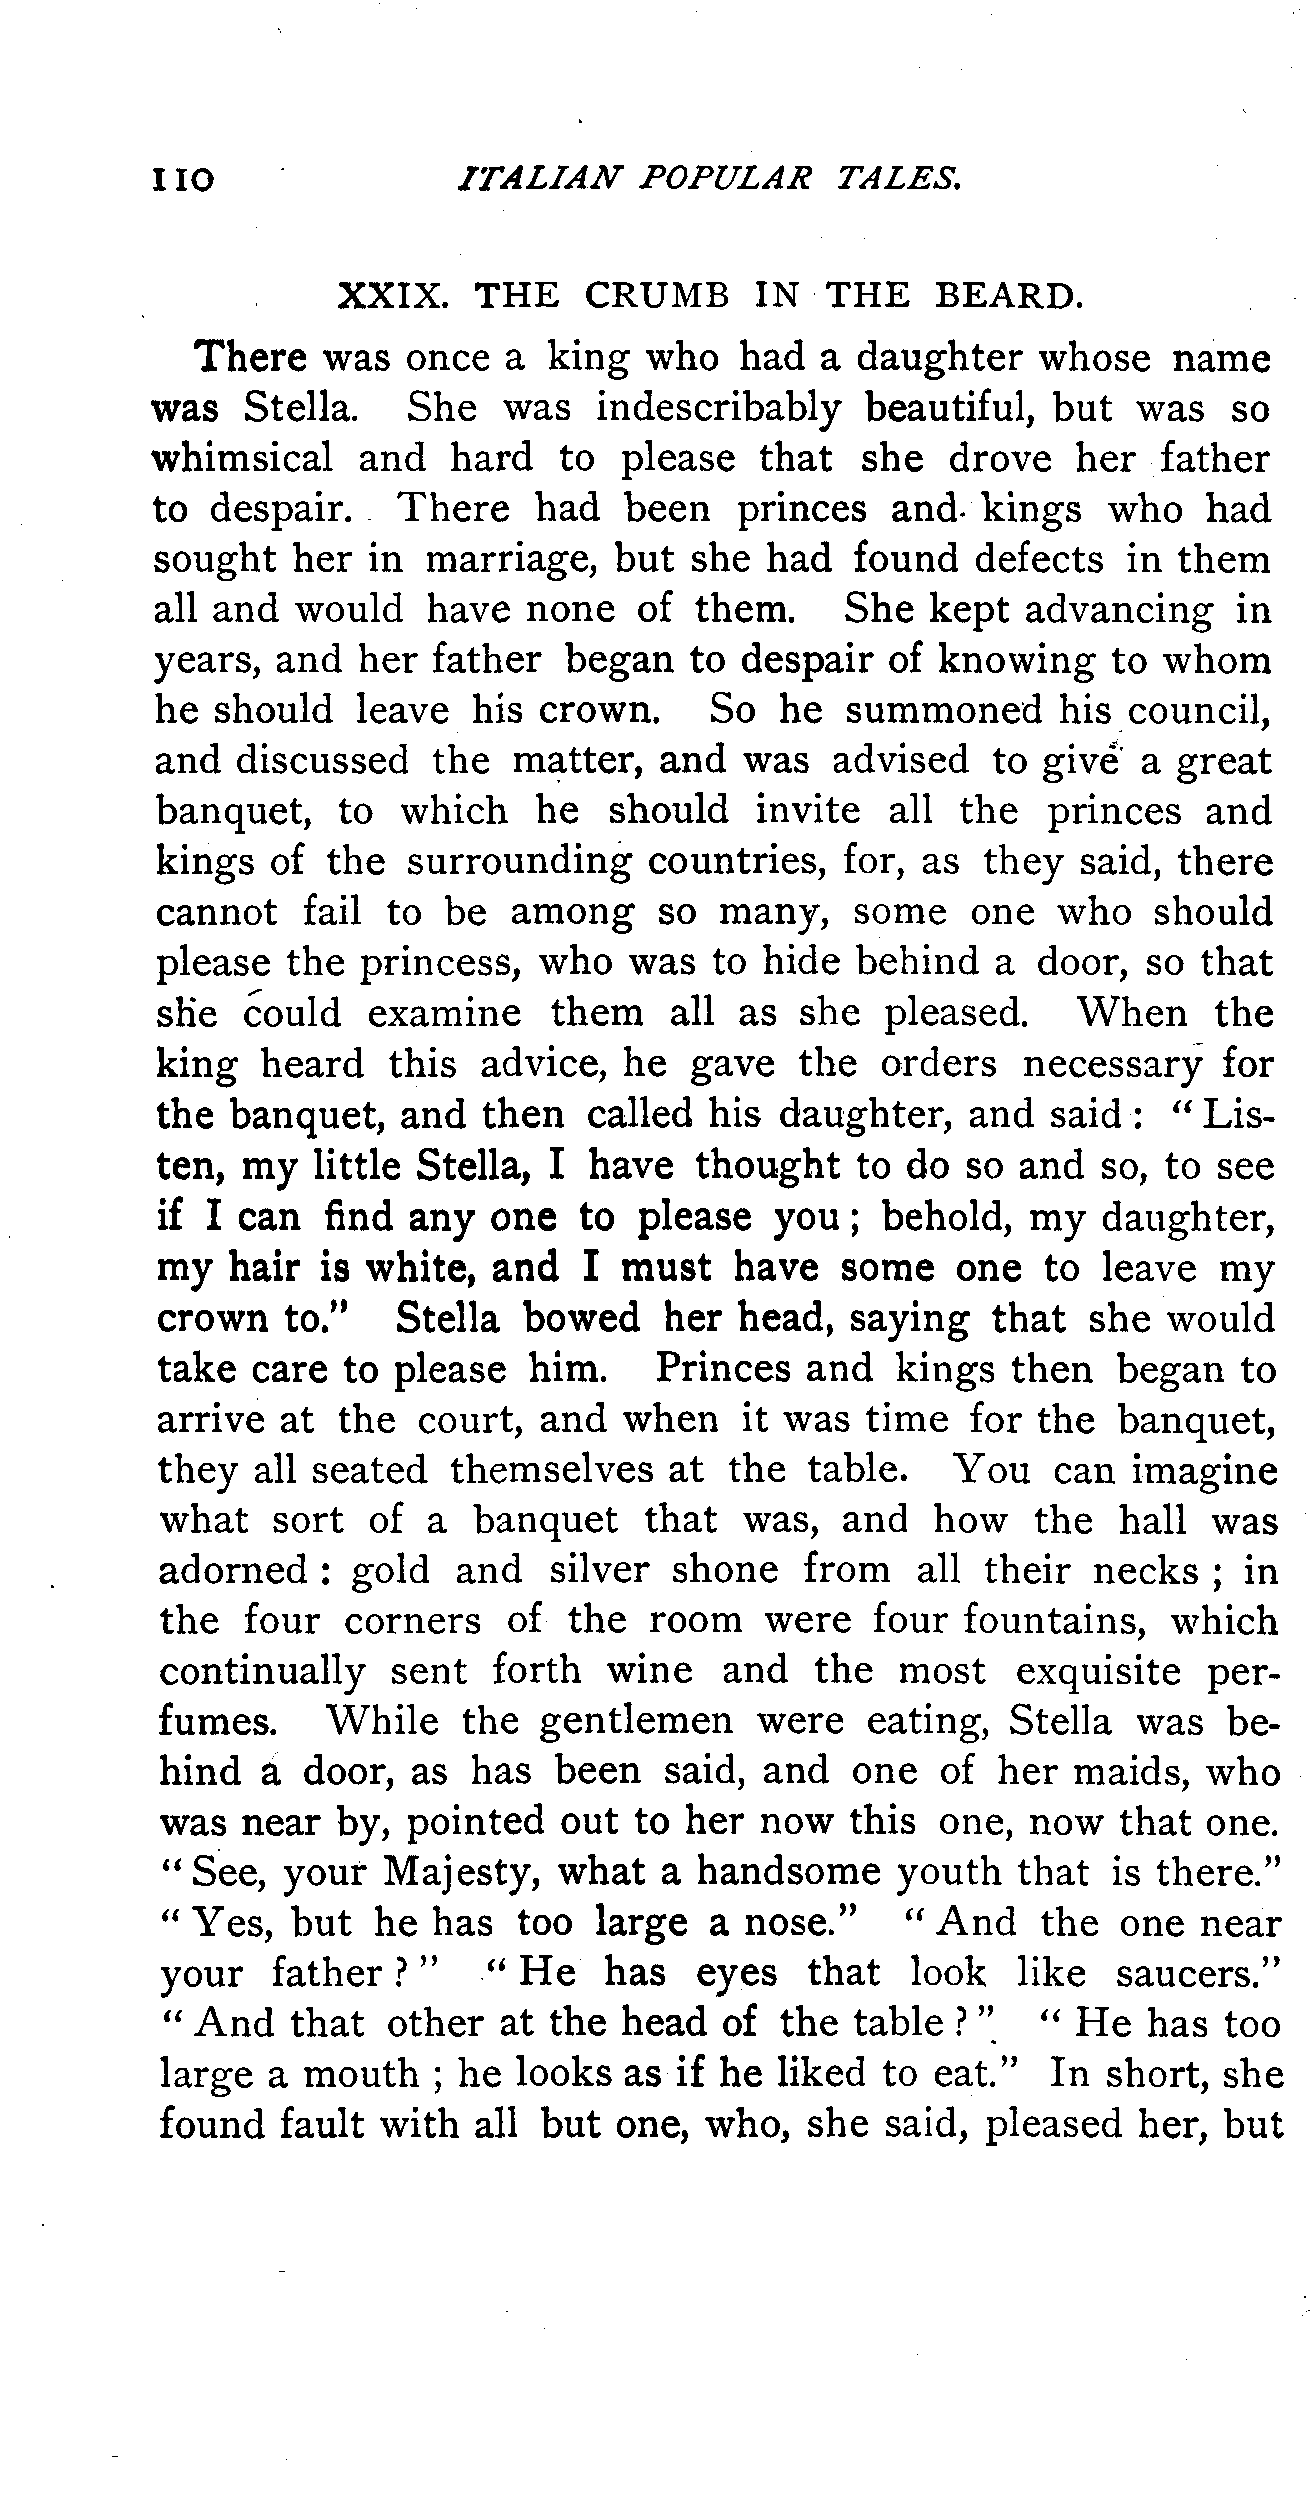 110 ITALIAN POPULAR TALES.
XXIX. THE CRUMB IN THE BEARD.
There was once a king who had a daughter whose name
was Stella. She was indescribably beautiful, but was so
whimsical and hard to please that she drove her father
to despair. There had been princes and kings who had
sought her in marriage, but she had found defects in them
all and would have none of them. She kept advancing in
years, and her father began to despair of knowing to whom
he should leave his crown. So he summoned his council,
and discussed the matter, and was advised to give a great
banquet, to which he should invite all the princes and
kings of the surrounding countries, for, as they said, there
cannot fail to be among so many, some one who should
please the princess, who was to hide behind a door, so that
she could examine them all as she pleased. When the
king heard this advice, he gave the orders necessary for
the banquet, and then called his daughter, and said : " Lis-
ten, my little Stella, I have thought to do so and so, to see
if I can find any one to please you ; behold, my daughter,
my hair is white, and I must have some one to leave my
crown to." Stella bowed her head, saying that she would
take care to please him. Princes and kings then began to
arrive at the court, and when it was time for the banquet,
they all seated themselves at the table. You can imagine
what sort of a banquet that was, and how the hall was
adorned : gold and silver shone from all their necks ; in
the four corners of the room were four fountains, which
continually sent forth wine and the most exquisite per-
fumes. While the gentlemen were eating, Stella was be-
hind a door, as has been said, and one of her maids, who
was near by, pointed out to her now this one, now that one.
" See, your Majesty, what a handsome youth that is there."
" Yes, but he has too large a nose." " And the one near
your father ? " " He has eyes that look like saucers."
" And that other at the head of the table ? " " He has too
large a mouth ; he looks as if he liked to eat." In short, she
found fault with all but one, who, she said, pleased her, but